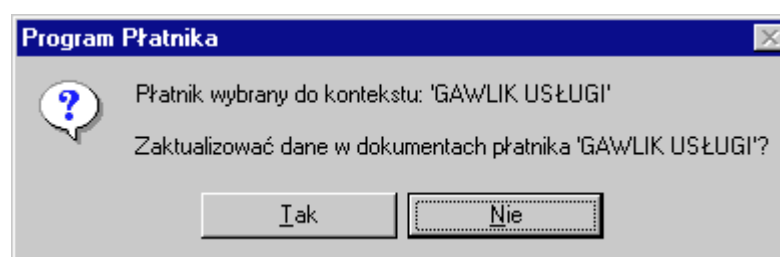 Program Płatnika
Płatnik wybrany do kontekstu: 'GAWLIK USŁUGI'
Zaktualizować dane w dokumentach płatnika 'GAWLIK USŁUGI'?
Tak Nie